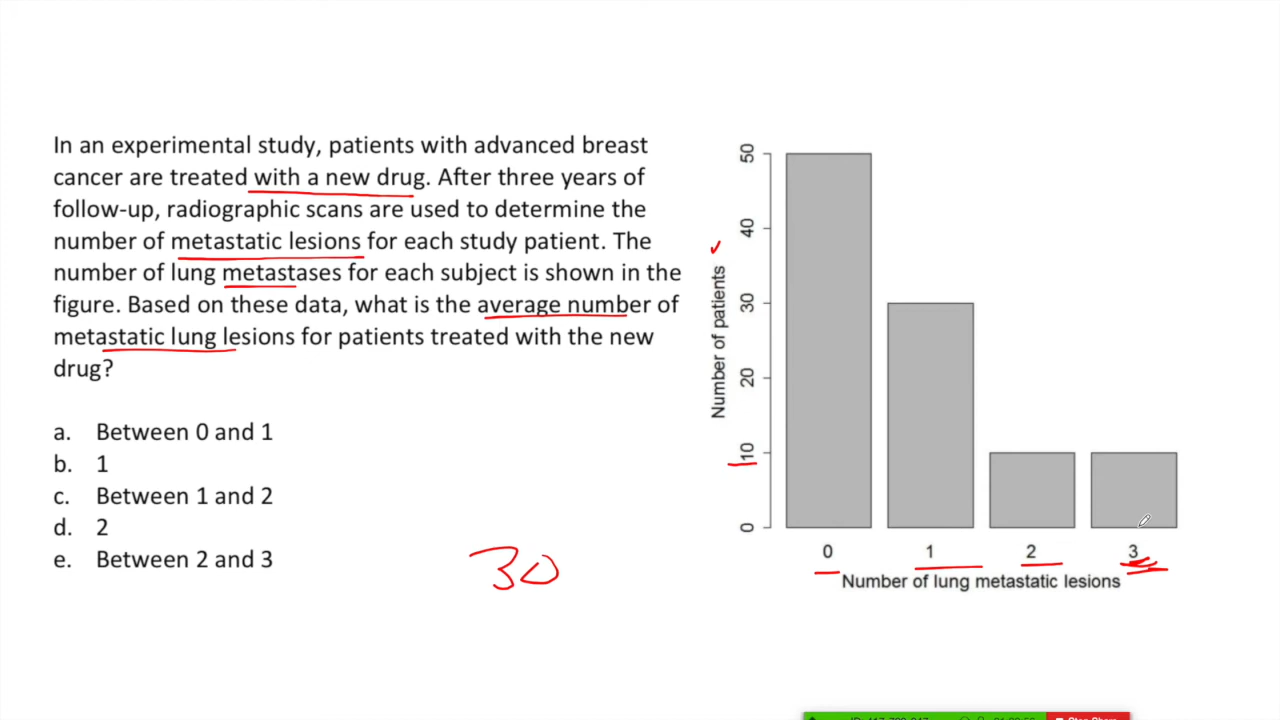 In an experimental study, patients with advanced breast
cancer are treated with a new drug. After three years of
follow-up, radiographic scans are used to determine the
number of metastatic lesions for each study patient. The
number of lung metastases for each subject is shown in the
figure. Based on these data, what is the average number of
metastatic lung lesions for patients treated with the new
drug?
a. Between 0 and 1
b. 1
c. Between 1 and 2
d. 2
e. Between 2 and 3
30
Number of patients
50
40
30
20
10
0
0 1 2 3
Number of lung metastatic lesions